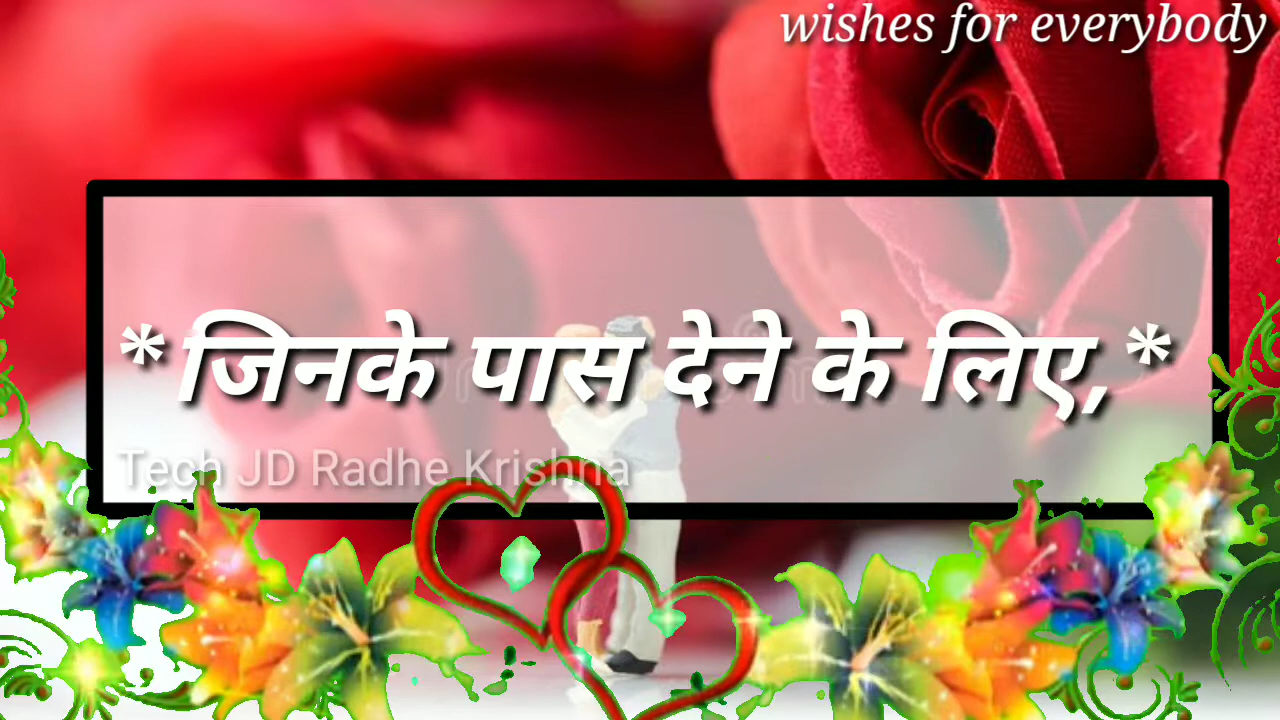 wishes for everybody
*जिनके पास देने के लिए,*
Tech JD Radhe Krishna